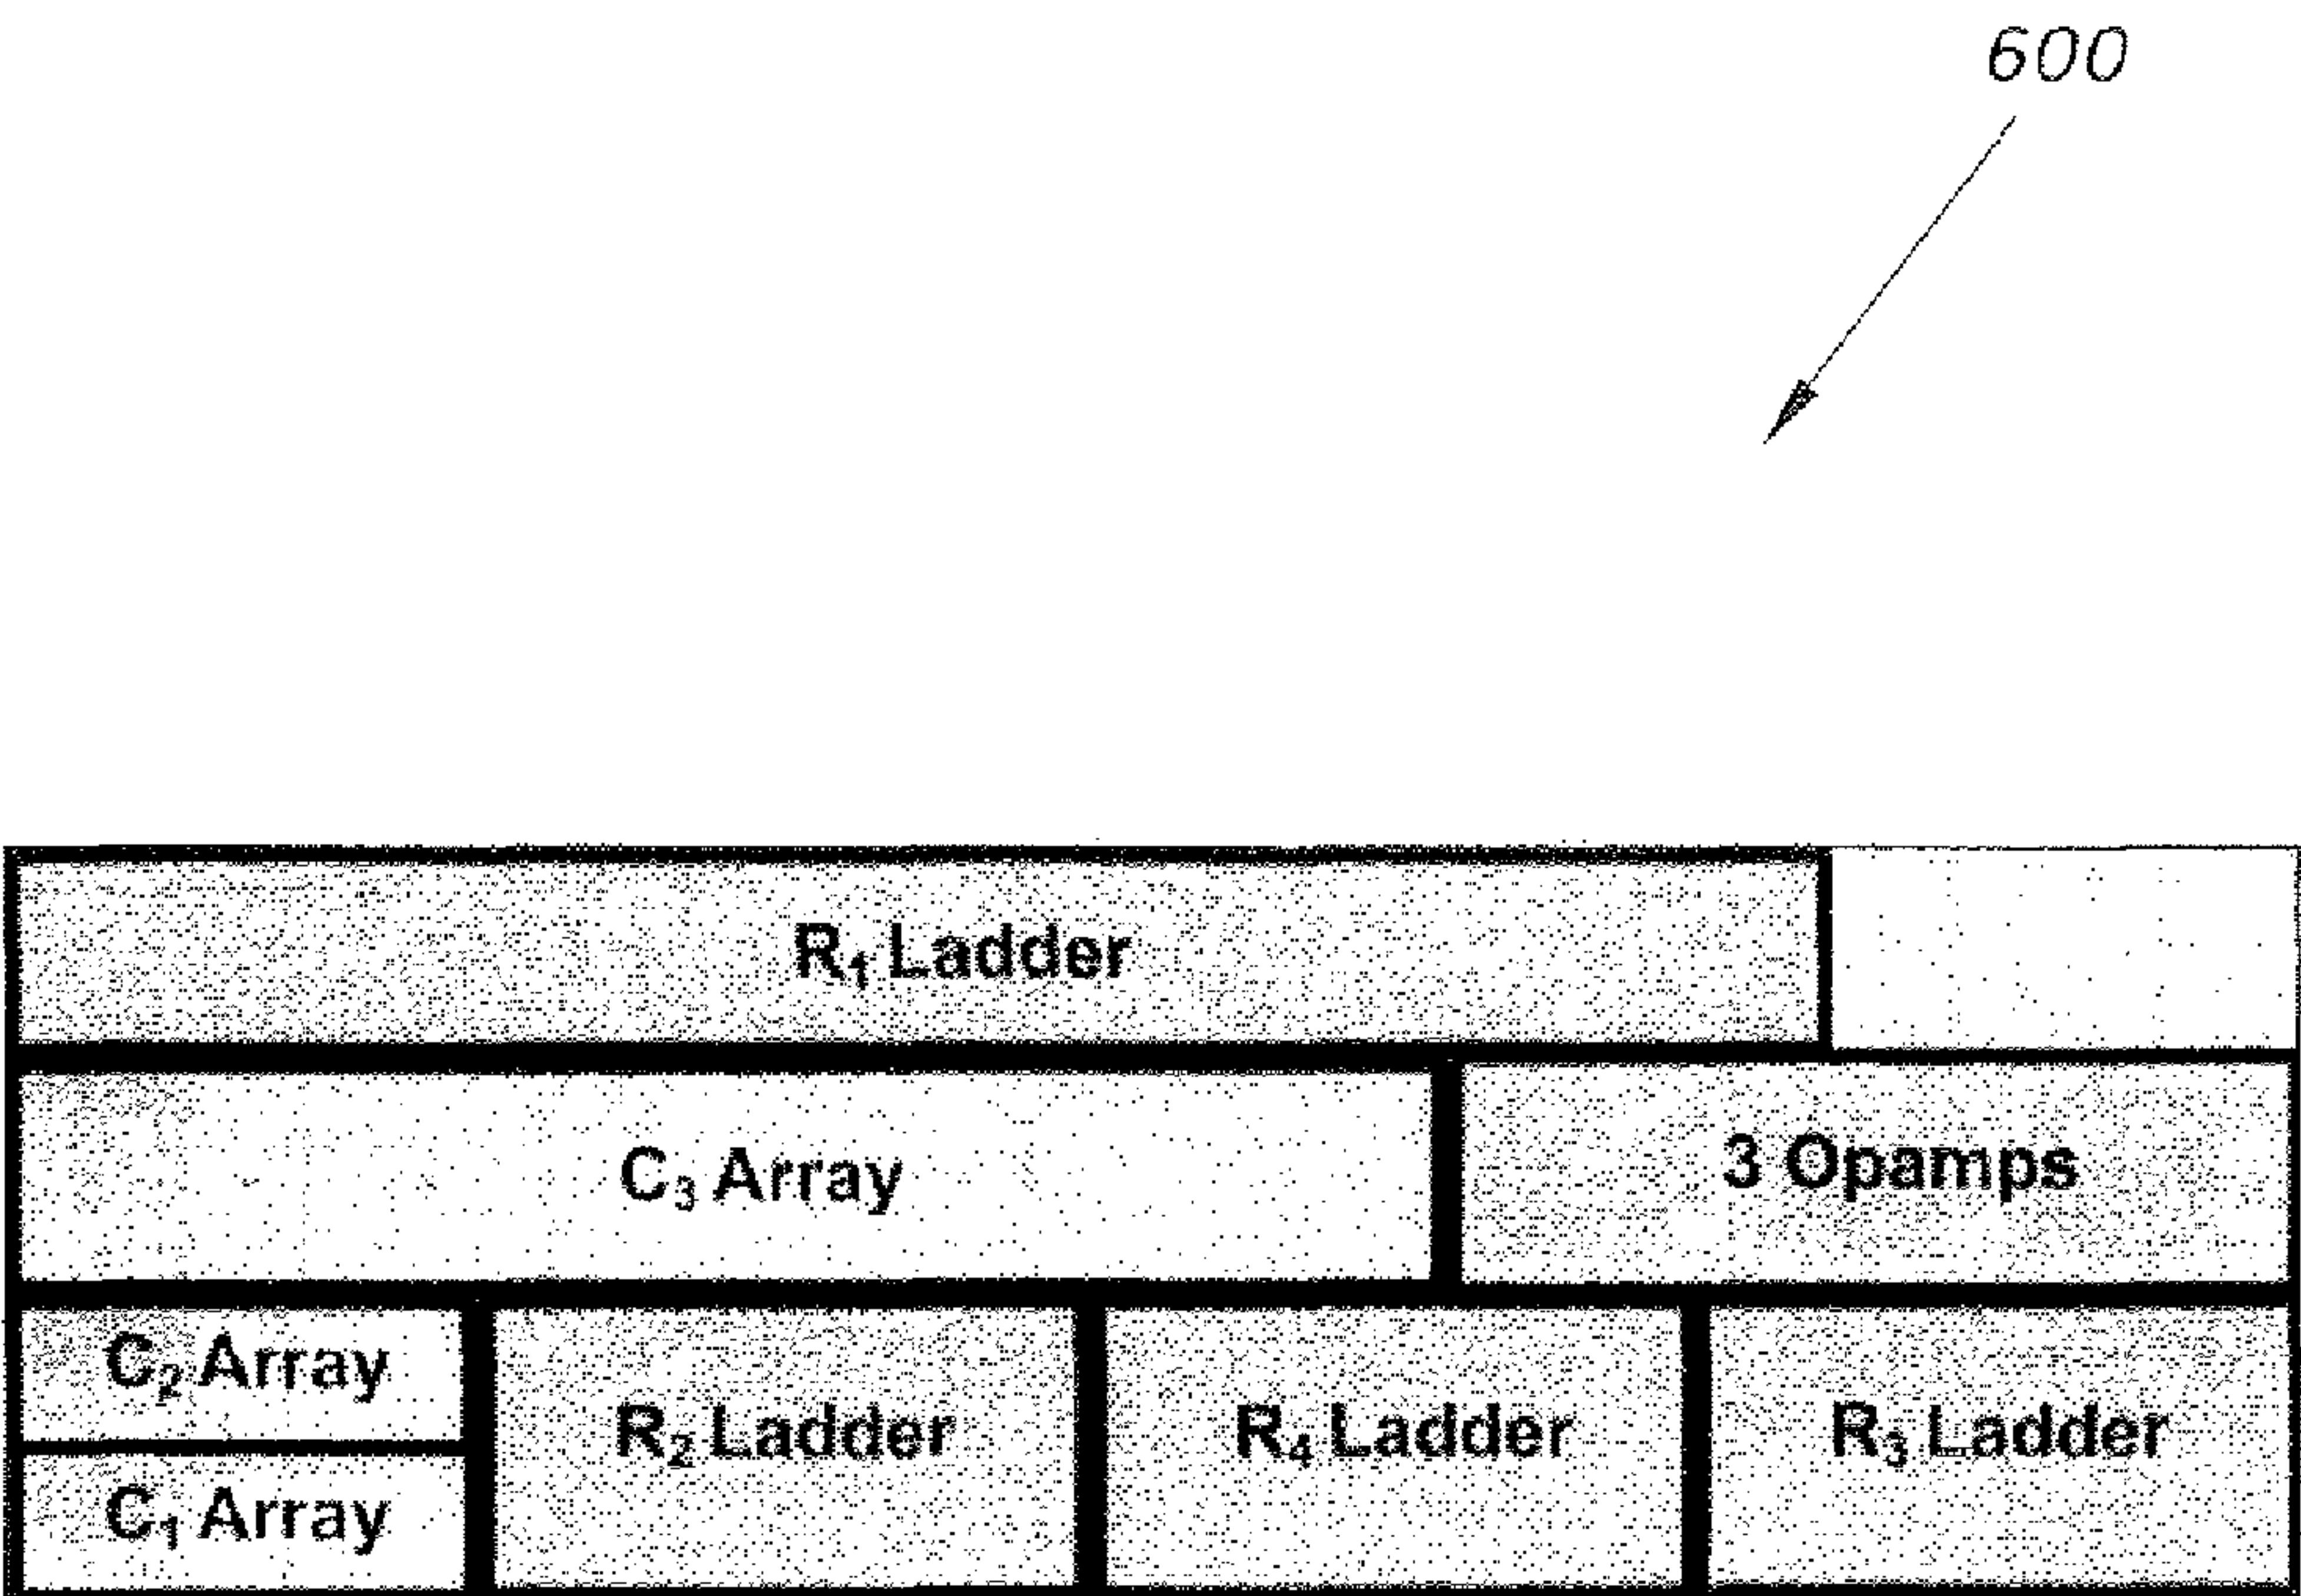 600
R₁ Ladder
C₃ Array
3 Opamps
C₂ Array
R₂ Ladder
R₄ Ladder
R₃ Ladder
C₁ Array